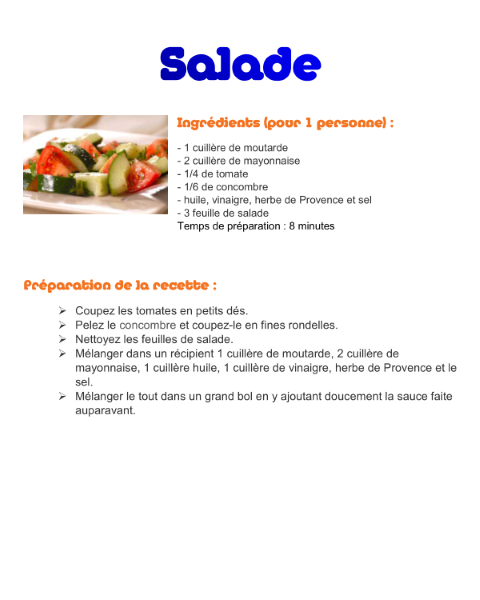 Salade
Ingrédients (pour 1 personne) :
- 1 cuillère de moutarde
- 2 cuillère de mayonnaise
- 1/4 de tomate
- 1/6 de concombre
- huile, vinaigre, herbe de Provence et sel
- 3 feuille de salade
Temps de préparation : 8 minutes
Préparation de la recette :
➢ Coupez les tomates en petits dés.
➢ Pelez le concombre et coupez-le en fines rondelles.
➢ Nettoyez les feuilles de salade.
➢ Mélanger dans un récipient 1 cuillère de moutarde, 2 cuillère de
mayonnaise, 1 cuillère huile, 1 cuillère de vinaigre, herbe de Provence et le
sel.
➢ Mélanger le tout dans un grand bol en y ajoutant doucement la sauce faite
auparavant.